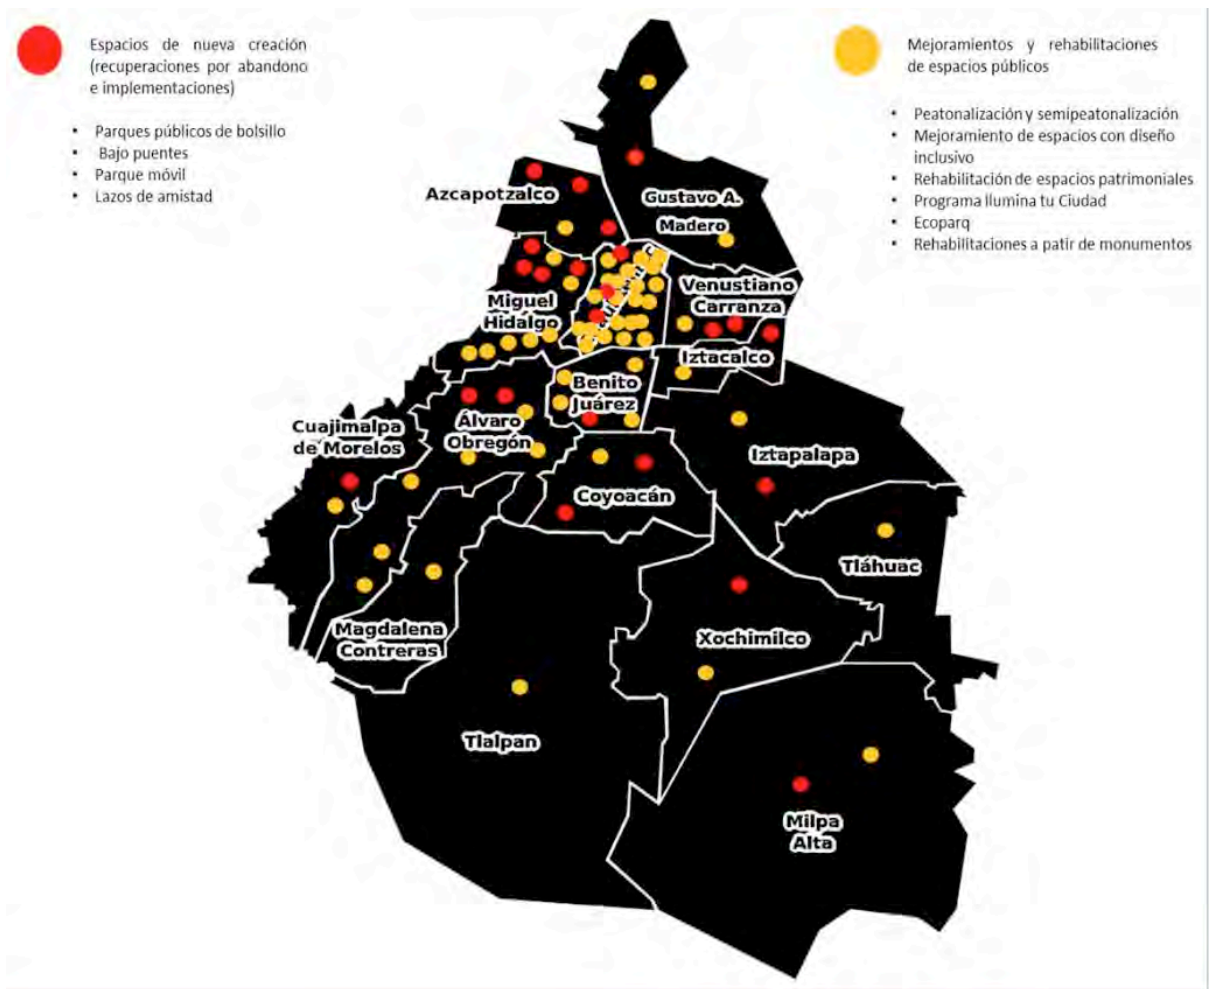 Espacios de nueva creación
(recuperaciones por abandono
e implementaciones)
• Parques públicos de bolsillo
• Bajo puentes
• Parque móvil
• Lazos de amistad
Mejoramientos y rehabilitaciones
de espacios públicos
• Peatonalización y semipeatonalización
• Mejoramiento de espacios con diseño
inclusivo
• Rehabilitación de espacios patrimoniales
• Programa Ilumina tu Ciudad
• Ecoparq
• Rehabilitaciones a patir de monumentos
Azcapotzalco
Gustavo A.
Madero
Venustiano
Carranza
Miguel
Hidalgo
Iztacalco
Benito
Juárez
Cuajimalpa
de Morelos
Álvaro
Obregón
Iztapalapa
Coyoacán
Tláhuac
Magdalena
Contreras
Xochimilco
Tlalpan
Milpa
Alta